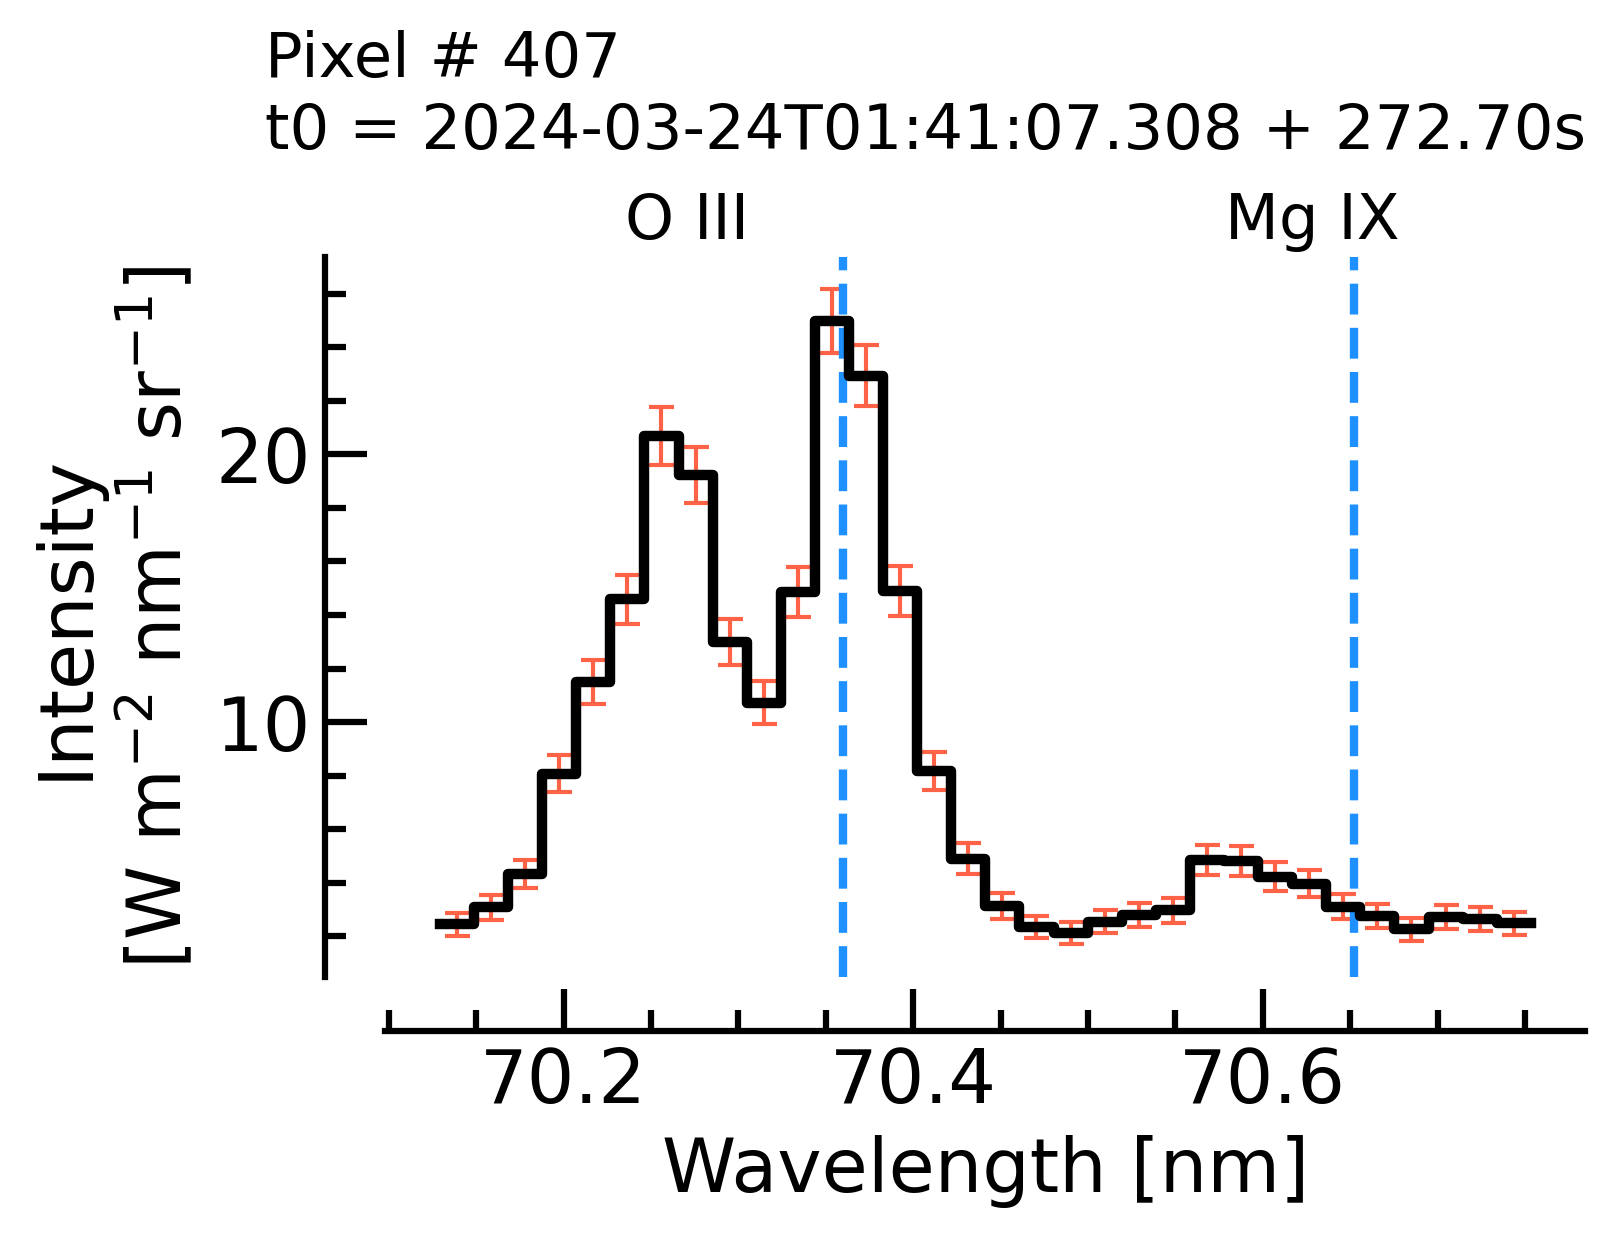 Pixel # 407
t0 = 2024-03-24T01:41:07.308 + 272.70s
O III
Mg IX
Intensity
[W m⁻² nm⁻¹ sr⁻¹]
20
10
70.2
70.4
70.6
Wavelength [nm]